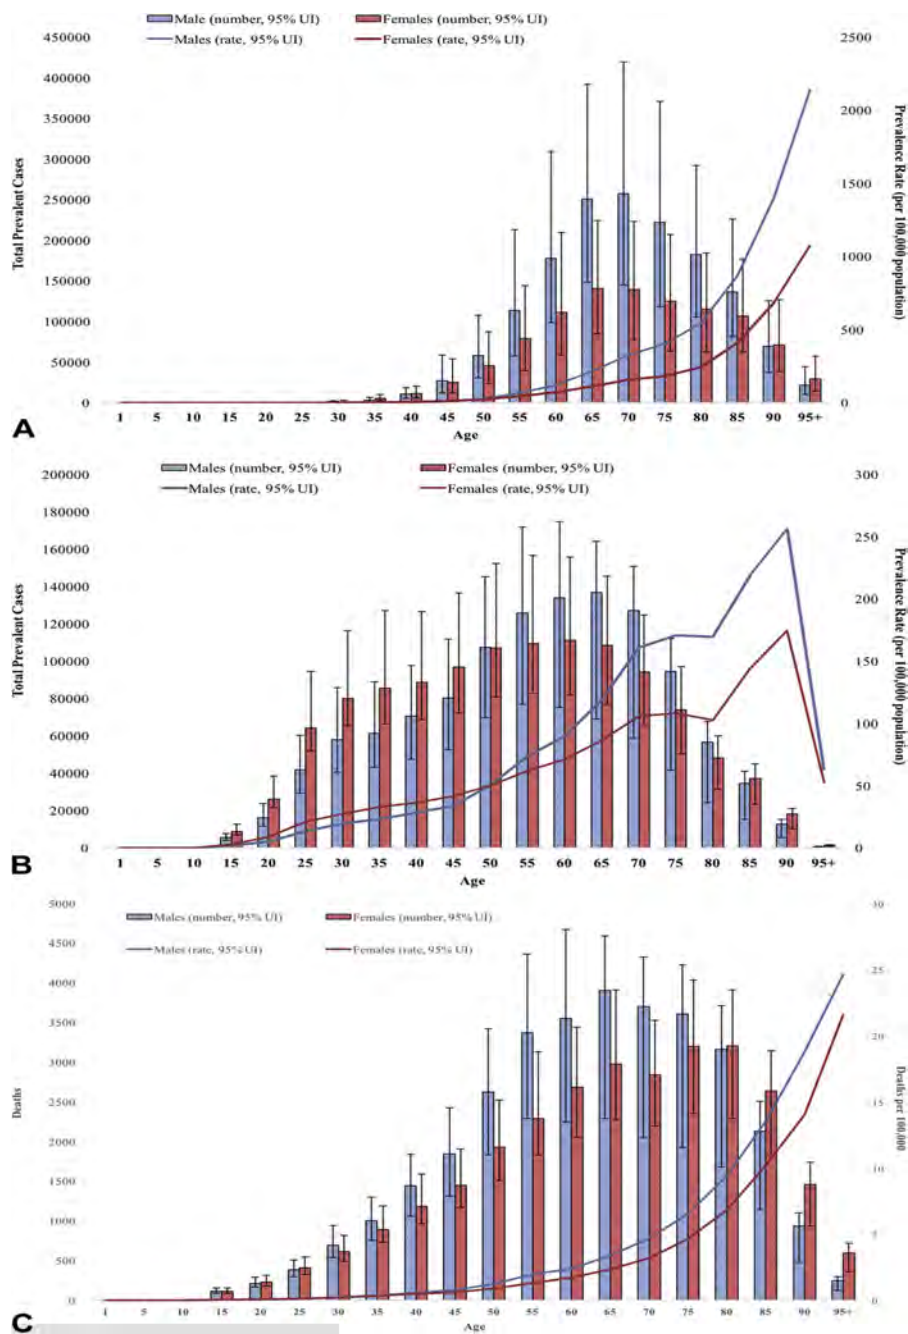 Male (number, 95% UI) Females (number, 95% UI)
Males (rate, 95% UI) Females (rate, 95% UI)
450000
400000
350000
300000
250000
200000
150000
100000
50000
0
Total Prevalent Cases
2500
2000
1500
1000
500
0
Prevalence Rate (per 100,000 population)
1 5 10 15 20 25 30 35 40 45 50 55 60 65 70 75 80 85 90 95+
Age
A
Males (number, 95% UI) Females (number, 95% UI)
Males (rate, 95% UI) Females (rate, 95% UI)
200000
180000
160000
140000
120000
100000
80000
60000
40000
20000
0
Total Prevalent Cases
300
250
200
150
100
50
0
Prevalence Rate (per 100,000 population)
1 5 10 15 20 25 30 35 40 45 50 55 60 65 70 75 80 85 90 95+
Age
B
Males (number, 95% UI) Females (number, 95% UI)
Males (rate, 95% UI) Females (rate, 95% UI)
5000
4500
4000
3500
3000
2500
2000
1500
1000
500
0
Deaths
30
25
20
15
10
5
0
Deaths per 100,000
1 5 10 15 20 25 30 35 40 45 50 55 60 65 70 75 80 85 90 95+
Age
C